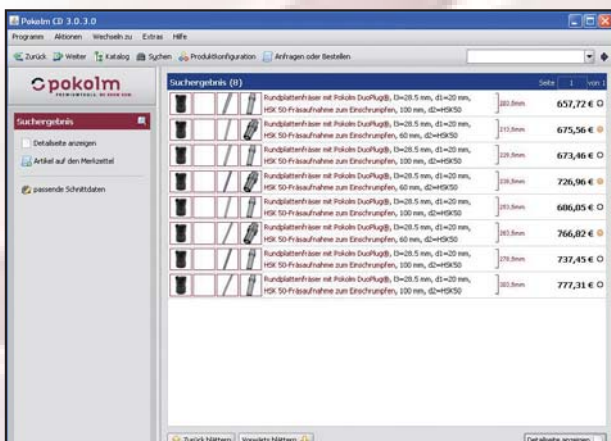 Pokolm CD 3.0.3.0
Programm Aktionen Wechseln zu Extras Hilfe
Zurück Weiter Katalog Suchen Produktkonfiguration Anfragen oder Bestellen
pokolm
Suchergebnis (8) Seite 1 von 1
Suchergebnis
Detailseite anzeigen
Artikel auf den Merkzettel
passende Schnittdaten
Rundplattenfräser mit Pokolm DuoPlug®, l3=28.5 mm, d1=20 mm,
HSK 50-Fräsaufnahme zum Einschrumpfen, 100 mm, d2=HSK50
657,72 €
Rundplattenfräser mit Pokolm DuoPlug®, l3=28.5 mm, d1=20 mm,
HSK 50-Fräsaufnahme zum Einschrumpfen, 60 mm, d2=HSK50
675,56 €
Rundplattenfräser mit Pokolm DuoPlug®, l3=28.5 mm, d1=20 mm,
HSK 50-Fräsaufnahme zum Einschrumpfen, 100 mm, d2=HSK50
673,46 €
Rundplattenfräser mit Pokolm DuoPlug®, l3=28.5 mm, d1=20 mm,
HSK 50-Fräsaufnahme zum Einschrumpfen, 60 mm, d2=HSK50
726,96 €
Rundplattenfräser mit Pokolm DuoPlug®, l3=28.5 mm, d1=20 mm,
HSK 50-Fräsaufnahme zum Einschrumpfen, 100 mm, d2=HSK50
686,05 €
Rundplattenfräser mit Pokolm DuoPlug®, l3=28.5 mm, d1=20 mm,
HSK 50-Fräsaufnahme zum Einschrumpfen, 60 mm, d2=HSK50
766,82 €
Rundplattenfräser mit Pokolm DuoPlug®, l3=28.5 mm, d1=20 mm,
HSK 50-Fräsaufnahme zum Einschrumpfen, 100 mm, d2=HSK50
737,45 €
Rundplattenfräser mit Pokolm DuoPlug®, l3=28.5 mm, d1=20 mm,
HSK 50-Fräsaufnahme zum Einschrumpfen, 100 mm, d2=HSK50
777,31 €
Zurück blättern Vorwärts blättern Detailseite anzeigen